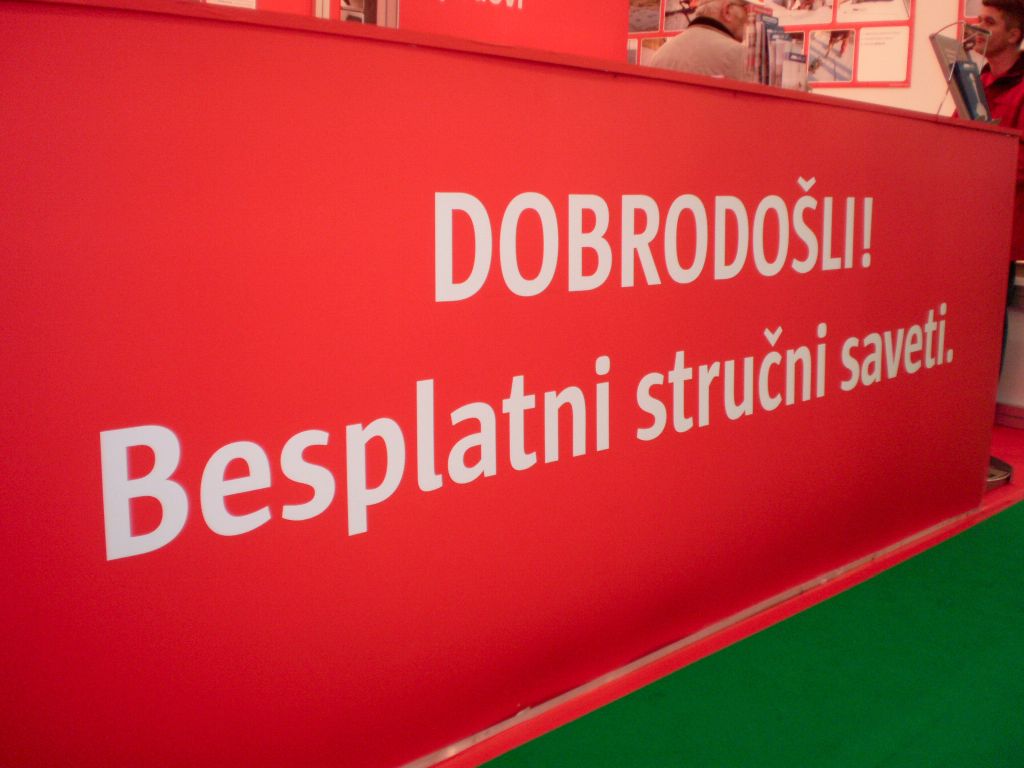 DOBRODOŠLI!
Besplatni stručni saveti.